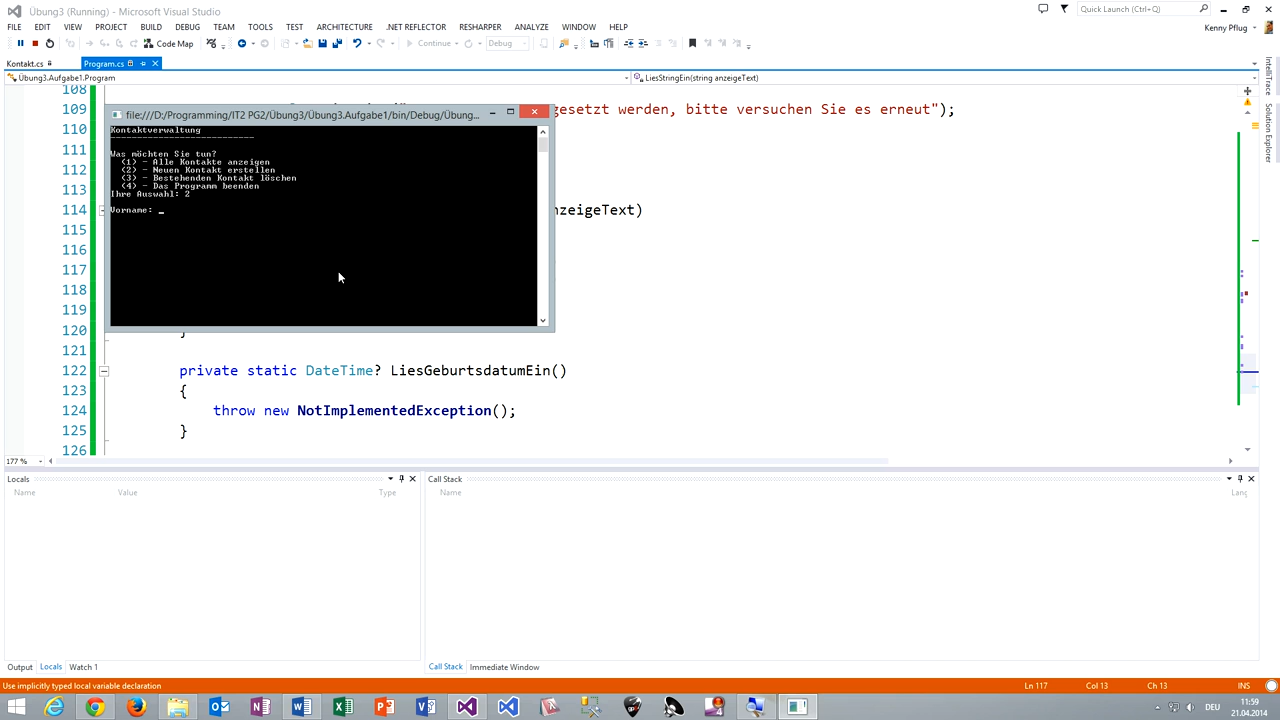 Übung3 (Running) - Microsoft Visual Studio
Quick Launch (Ctrl+Q)
FILE EDIT VIEW PROJECT BUILD DEBUG TEAM TOOLS TEST ARCHITECTURE .NET REFLECTOR RESHARPER ANALYZE WINDOW HELP
Kenny Pflug
Code Map
Continue
Debug
Kontakt.cs
Program.cs
Übung3.Aufgabe1.Program
LiesStringEin(string anzeigeText)
IntelliTrace
Solution Explorer
108
109 gesetzt werden, bitte versuchen Sie es erneut");
110
111
112
113
114 nzeigeText)
115
116
117
118
119
120 }
121
122 private static DateTime? LiesGeburtsdatumEin()
123 {
124 throw new NotImplementedException();
125 }
126
file:///D:/Programming/IT2 PG2/Übung3/Übung3.Aufgabe1/bin/Debug/Übung...
Kontaktverwaltung
--------------------------
Was möchten Sie tun?
(1) - Alle Kontakte anzeigen
(2) - Neuen Kontakt erstellen
(3) - Bestehenden Kontakt löschen
(4) - Das Programm beenden
Ihre Auswahl: 2
Vorname: _
177 %
Locals
Name Value Type
Call Stack
Name Lang
Output Locals Watch 1
Call Stack Immediate Window
Use implicitly typed local variable declaration
Ln 117 Col 13 Ch 13 INS
DEU
11:59
21.04.2014